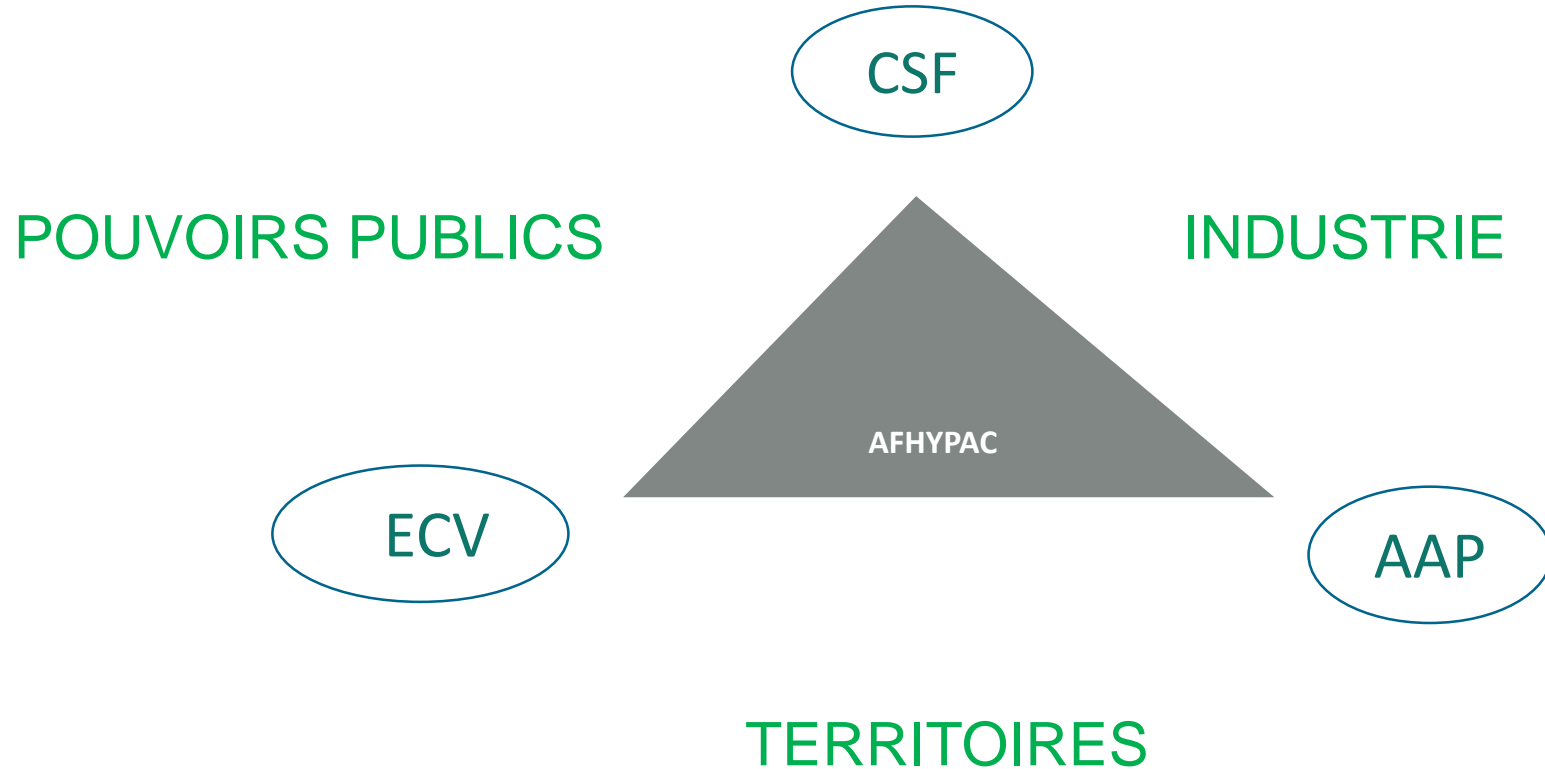 CSF
POUVOIRS PUBLICS
INDUSTRIE
AFHYPAC
ECV
AAP
TERRITOIRES